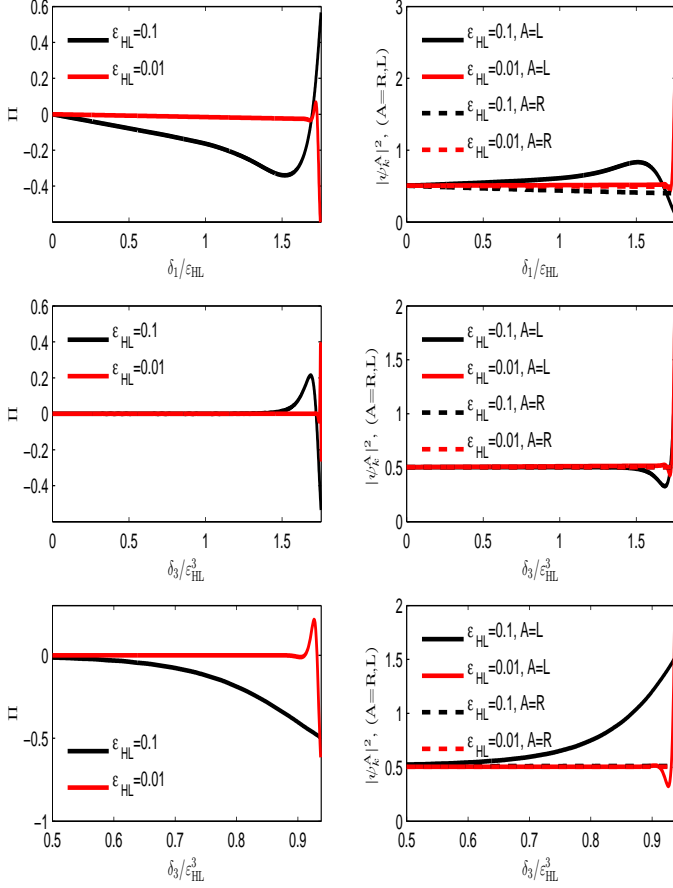 0.6
0.4
0.2
0
−0.2
−0.4
Π
ε_HL=0.1
ε_HL=0.01
0 0.5 1 1.5
δ_1/ε_HL
3
2
1
0
|ψ_k^A|^2, (A=R,L)
ε_HL=0.1, A=L
ε_HL=0.01, A=L
ε_HL=0.1, A=R
ε_HL=0.01, A=R
0 0.5 1 1.5
δ_1/ε_HL
0.6
0.4
0.2
0
−0.2
−0.4
Π
ε_HL=0.1
ε_HL=0.01
0 0.5 1 1.5
δ_3/ε_HL^3
2
1.5
1
0.5
0
|ψ_k^A|^2, (A=R,L)
ε_HL=0.1, A=L
ε_HL=0.01, A=L
ε_HL=0.1, A=R
ε_HL=0.01, A=R
0 0.5 1 1.5
δ_3/ε_HL^3
0
−0.5
−1
Π
ε_HL=0.1
ε_HL=0.01
0.5 0.6 0.7 0.8 0.9
δ_3/ε_HL^3
2
1.5
1
0.5
0
|ψ_k^A|^2, (A=R,L)
ε_HL=0.1, A=L
ε_HL=0.01, A=L
ε_HL=0.1, A=R
ε_HL=0.01, A=R
0.5 0.6 0.7 0.8 0.9
δ_3/ε_HL^3